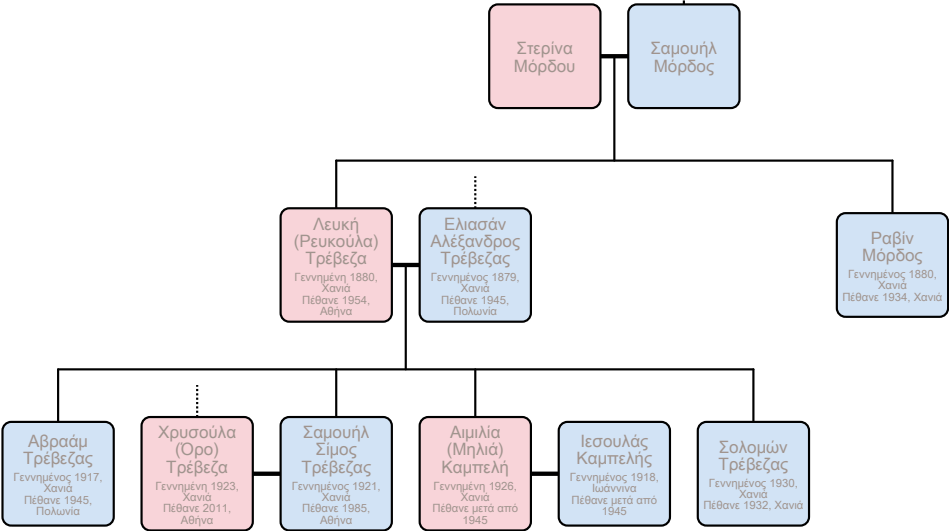 Στερίνα
Μόρδου
Σαμουήλ
Μόρδος
Λευκή
(Ρευκούλα)
Τρέβεζα
Γεννημένη 1880,
Χανιά
Πέθανε 1954,
Αθήνα
Ελιασάν
Αλέξανδρος
Τρέβεζας
Γεννημένος 1879,
Χανιά
Πέθανε 1945,
Πολωνία
Ραβίν
Μόρδος
Γεννημένος 1880,
Χανιά
Πέθανε 1934, Χανιά
Αβραάμ
Τρέβεζας
Γεννημένος 1917,
Χανιά
Πέθανε 1945,
Πολωνία
Χρυσούλα
(Όρο)
Τρέβεζα
Γεννημένη 1923,
Χανιά
Πέθανε 2011,
Αθήνα
Σαμουήλ
Σίμος
Τρέβεζας
Γεννημένος 1921,
Χανιά
Πέθανε 1985,
Αθήνα
Αιμιλία
(Μηλιά)
Καμπελή
Γεννημένη 1926,
Χανιά
Πέθανε μετά από
1945
Ιεσουλάς
Καμπελής
Γεννημένος 1918,
Ιωάννινα
Πέθανε μετά από
1945
Σολομών
Τρέβεζας
Γεννημένος 1930,
Χανιά
Πέθανε 1932, Χανιά